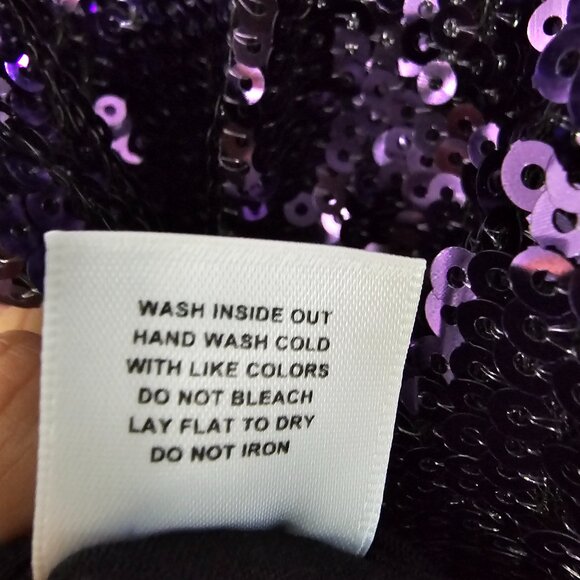 WASH INSIDE OUT
HAND WASH COLD
WITH LIKE COLORS
DO NOT BLEACH
LAY FLAT TO DRY
DO NOT IRON